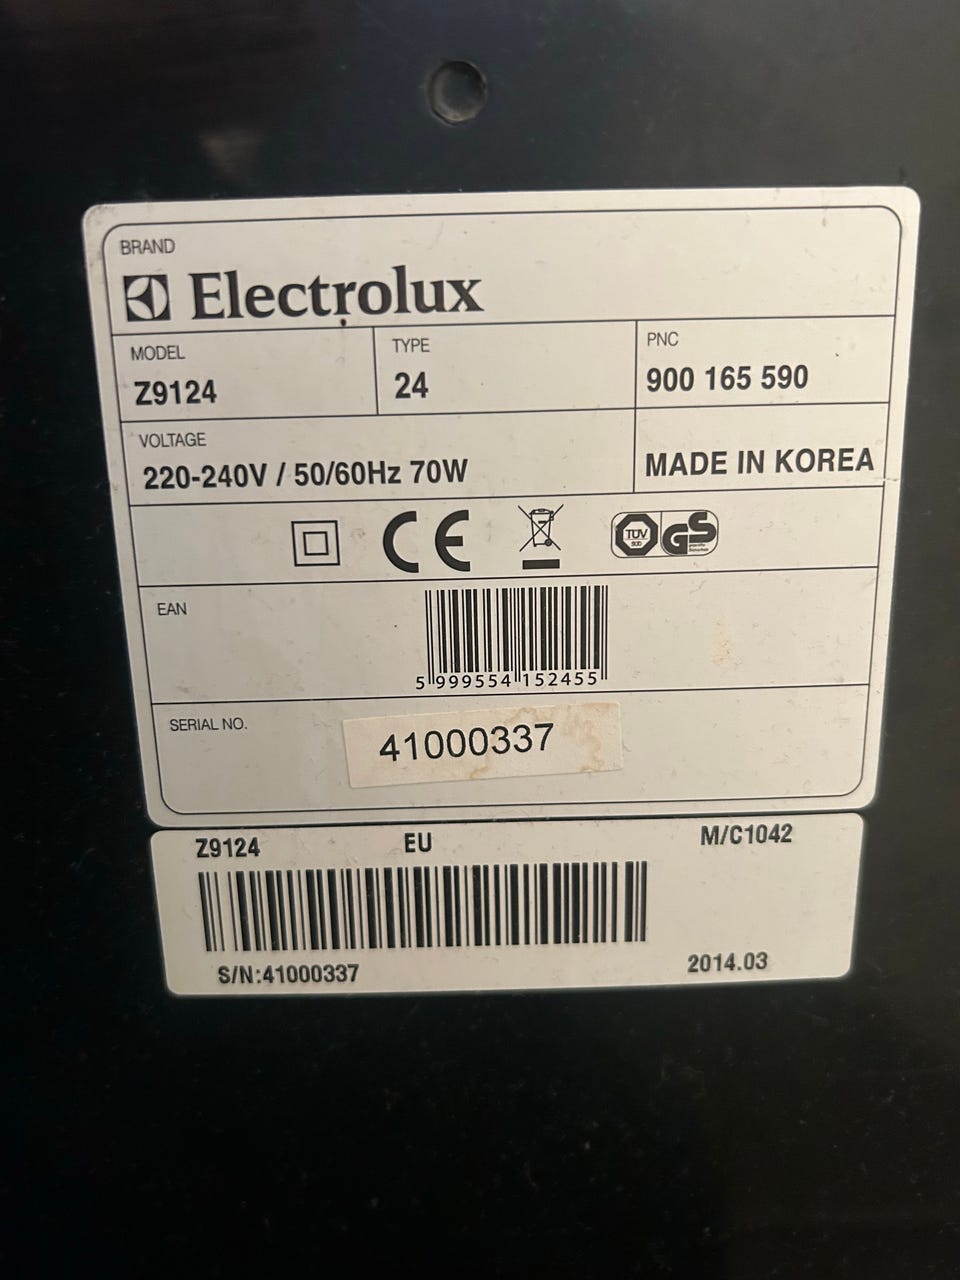 BRAND
Electrolux
MODEL TYPE PNC
Z9124 24 900 165 590
VOLTAGE
220-240V / 50/60Hz 70W MADE IN KOREA
CE TÜV SÜD GS
EAN
5 999554 152455
SERIAL NO. 41000337
Z9124 EU M/C1042
S/N:41000337 2014.03